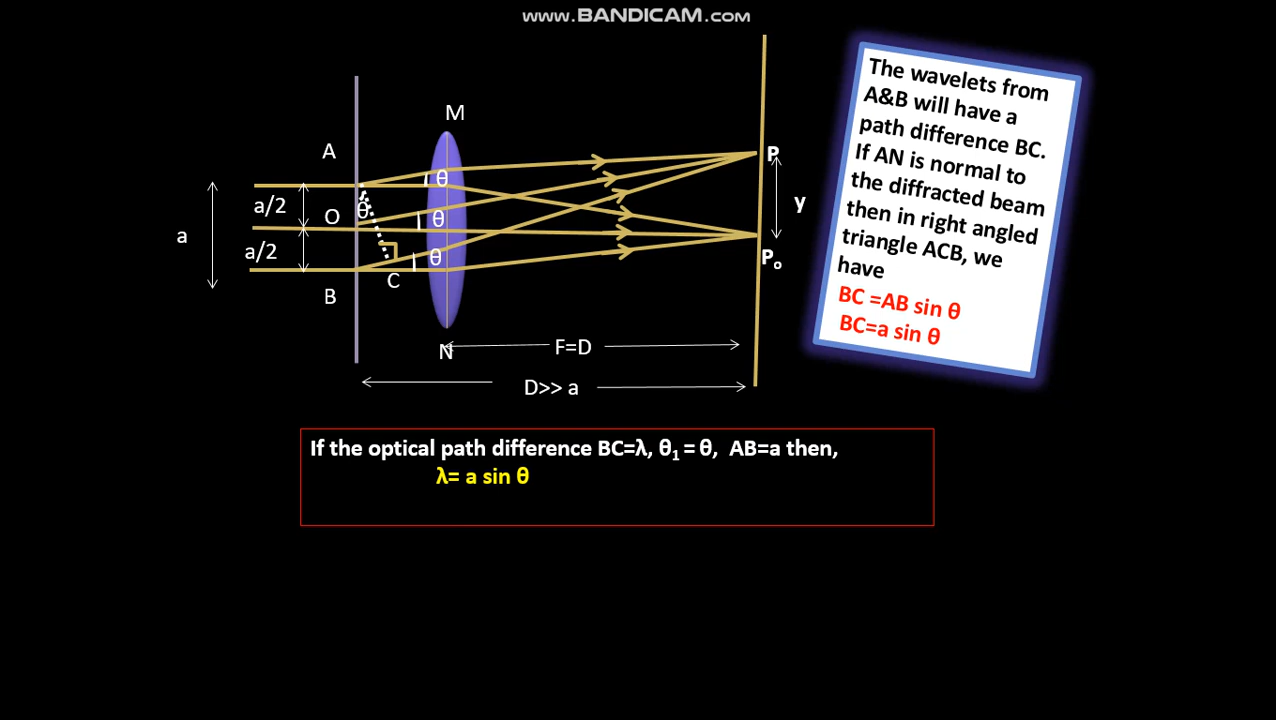 www.BANDICAM.com
M
A
P
θ
θ
a/2
O
θ
y
a
a/2
θ
P₀
C
B
N
F=D
D>> a
The wavelets from
A&B will have a
path difference BC.
If AN is normal to
the diffracted beam
then in right angled
triangle ACB, we
have
BC =AB sin θ
BC=a sin θ
If the optical path difference BC=λ, θ₁ = θ, AB=a then,
λ= a sin θ